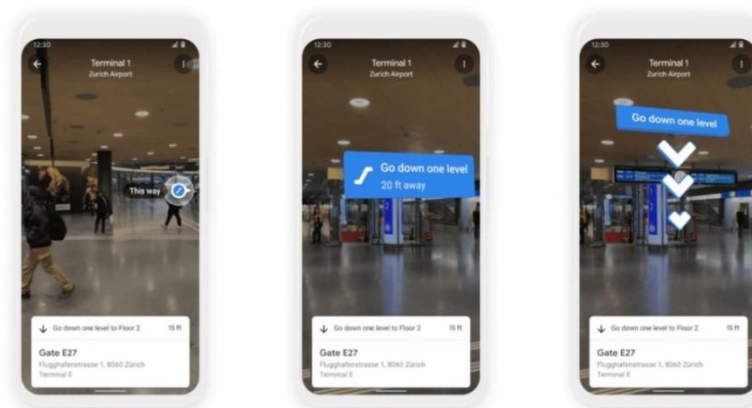 12:30
Terminal 1
Zurich Airport
This way
Go down one level to Floor 2 15 ft
Gate E27
Flughafenstrasse 1, 8060 Zürich
Terminal E
12:30
Terminal 1
Zurich Airport
Go down one level
20 ft away
Go down one level to Floor 2 15 ft
Gate E27
Flughafenstrasse 1, 8060 Zürich
Terminal E
12:30
Terminal 1
Zurich Airport
Go down one level
Go down one level to Floor 2 15 ft
Gate E27
Flughafenstrasse 1, 8060 Zürich
Terminal E